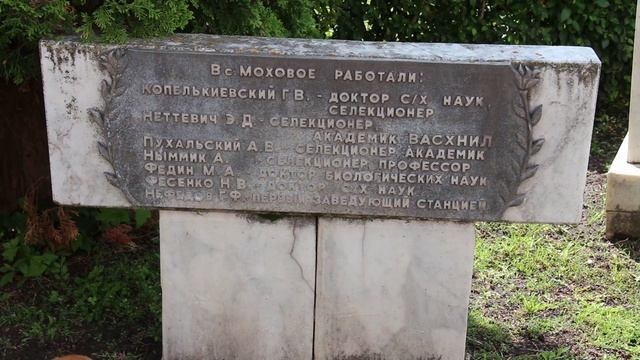 В с. Моховое работали:
Копелькиевский Г.В. - доктор с/х наук,
селекционер
Неттевич Э.Д. - селекционер,
академик ВАСХНИЛ
Пухальский А.В. - селекционер, академик
Ныммик А. - селекционер, профессор
Федин М.А. доктор биологических наук
Фесенко Н.В. - доктор с/х наук
Нефедов Г.Ф. первый заведующий станцией.